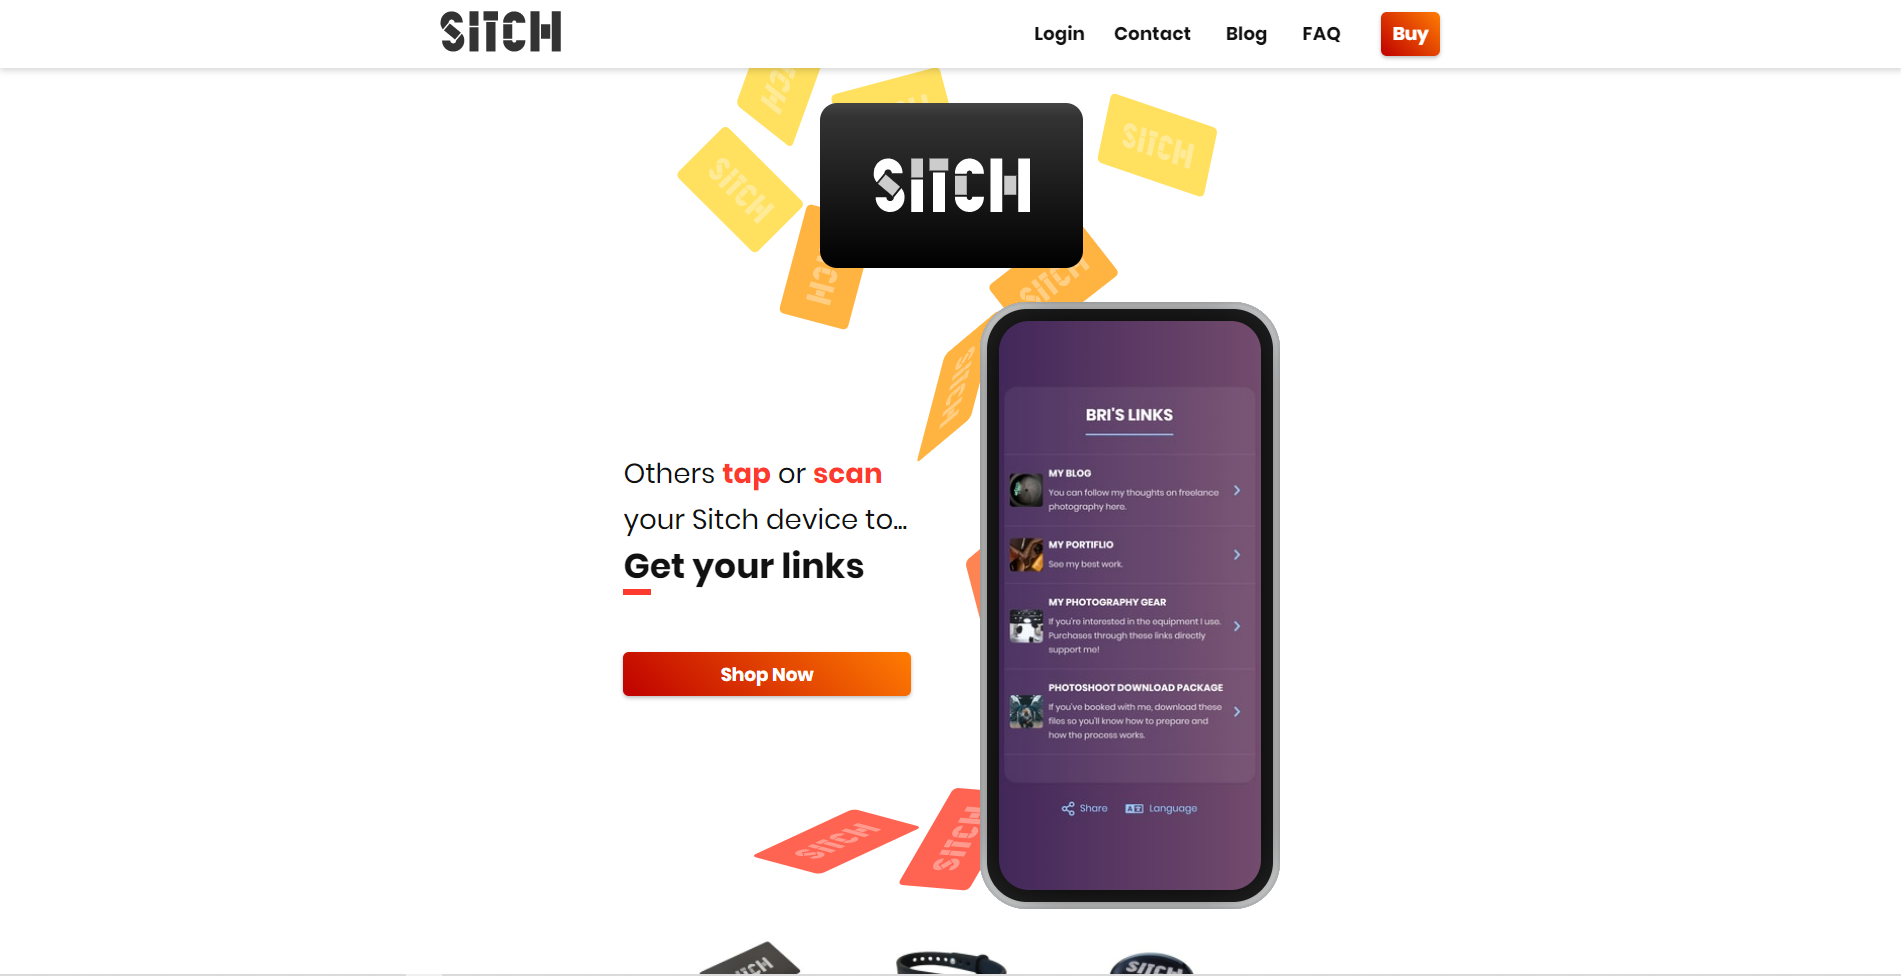 SITCH
Login Contact Blog FAQ Buy
SITCH
SITCH
SITCH
SITCH
SITCH
SITCH
SITCH
Others tap or scan
your Sitch device to...
Get your links
Shop Now
BRI'S LINKS
MY BLOG
You can follow my thoughts on freelance
photography here.
MY PORTIFLIO
See my best work.
MY PHOTOGRAPHY GEAR
If you're interested in the equipment I use.
Purchases through these links directly
support me!
PHOTOSHOOT DOWNLOAD PACKAGE
If you've booked with me, download these
files so you'll know how to prepare and
how the process works.
Share Language
SITCH
SITCH
SITCH
SITCH